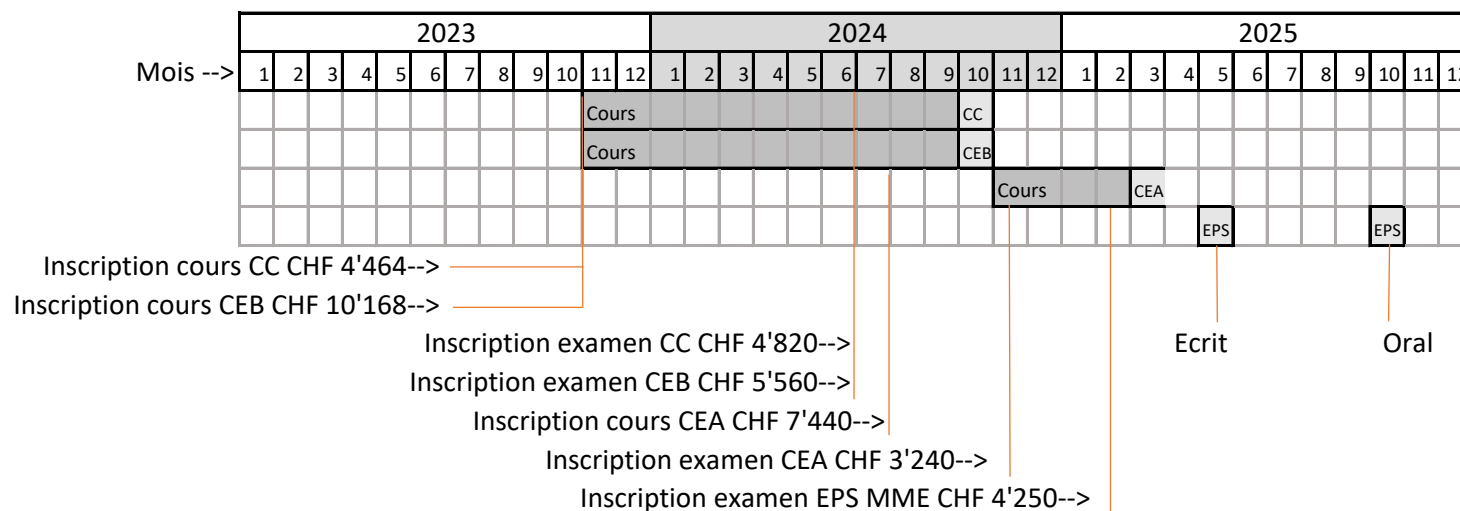 2023 2024 2025
Mois --> 1 2 3 4 5 6 7 8 9 10 11 12 1 2 3 4 5 6 7 8 9 10 11 12 1 2 3 4 5 6 7 8 9 10 11
Cours CC
Cours CEB
Cours CEA
EPS EPS
Inscription cours CC CHF 4'464-->
Inscription cours CEB CHF 10'168-->
Inscription examen CC CHF 4'820--> Ecrit Oral
Inscription examen CEB CHF 5'560-->
Inscription cours CEA CHF 7'440-->
Inscription examen CEA CHF 3'240-->
Inscription examen EPS MME CHF 4'250-->